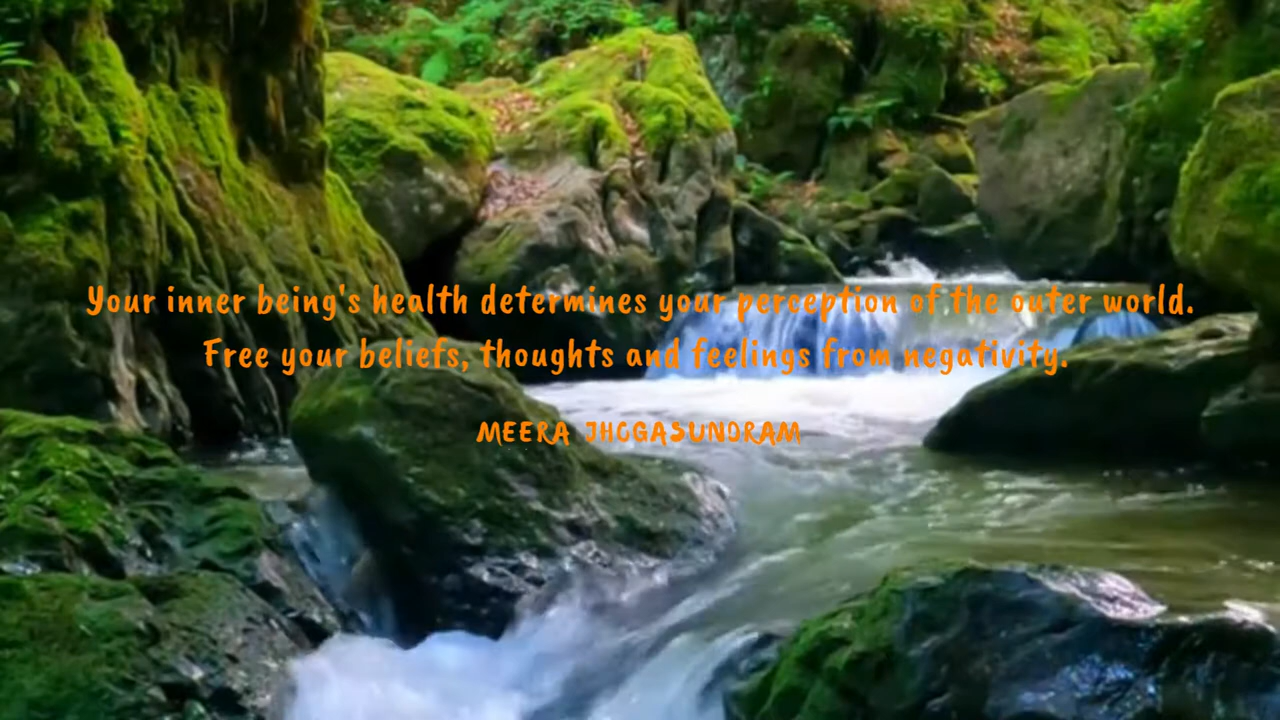 Your inner being's health determines your perception of the outer world.
Free your beliefs, thoughts and feelings from negativity.
MEERA JHOGASUNDRAM